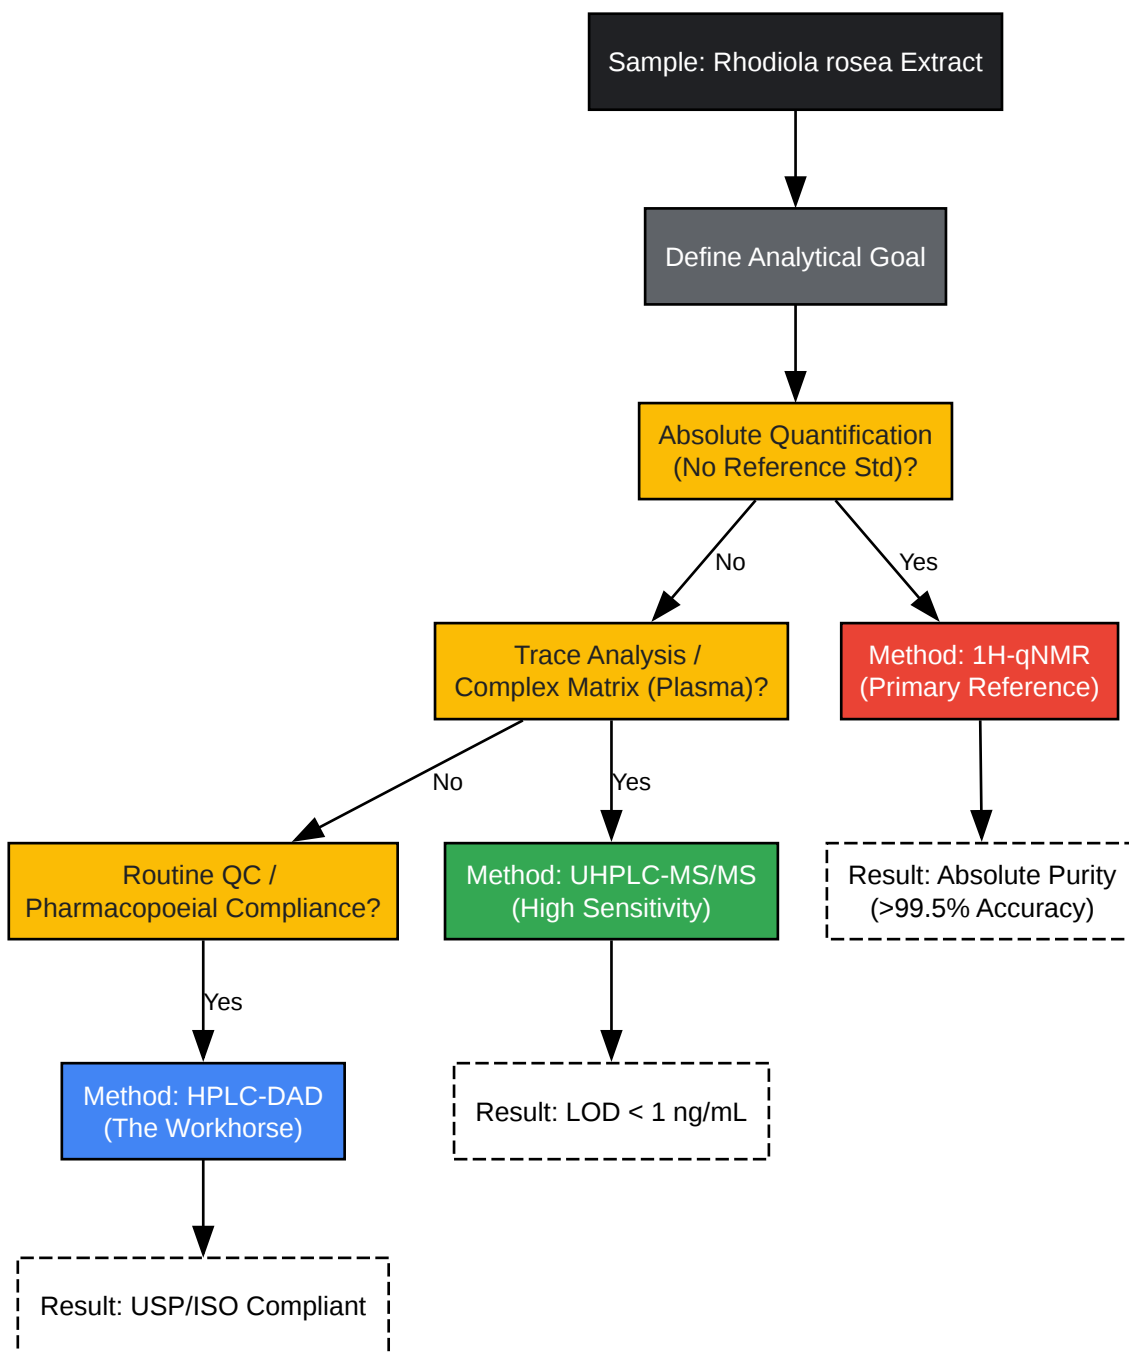 Sample: Rhodiola rosea Extract
Define Analytical Goal
Absolute Quantification
(No Reference Std)?
No
Yes
Trace Analysis /
Complex Matrix (Plasma)?
Method: 1H-qNMR
(Primary Reference)
No
Yes
Routine QC /
Pharmacopoeial Compliance?
Method: UHPLC-MS/MS
(High Sensitivity)
Result: Absolute Purity
(>99.5% Accuracy)
Yes
Method: HPLC-DAD
(The Workhorse)
Result: LOD < 1 ng/mL
Result: USP/ISO Compliant